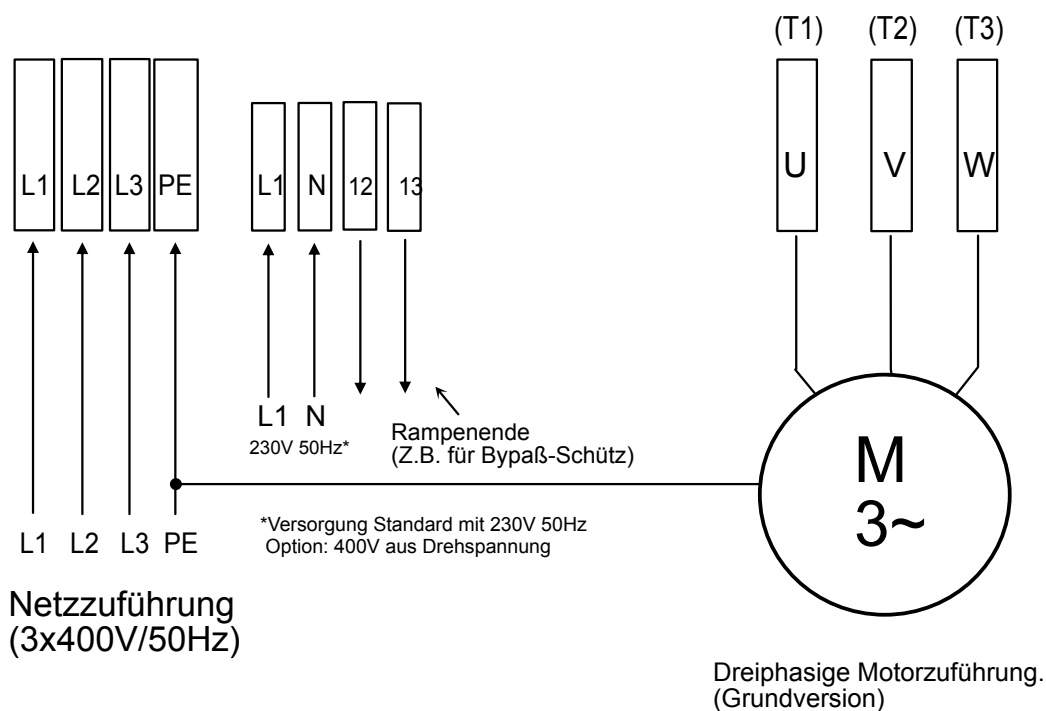 (T1) (T2) (T3)
L1 L2 L3 PE
L1 N 12 13
U V W
L1 N
230V 50Hz*
Rampenende
(Z.B. für Bypaß-Schütz)
M
3~
*Versorgung Standard mit 230V 50Hz
Option: 400V aus Drehspannung
L1 L2 L3 PE
Netzzuführung
(3x400V/50Hz)
Dreiphasige Motorzuführung.
(Grundversion)